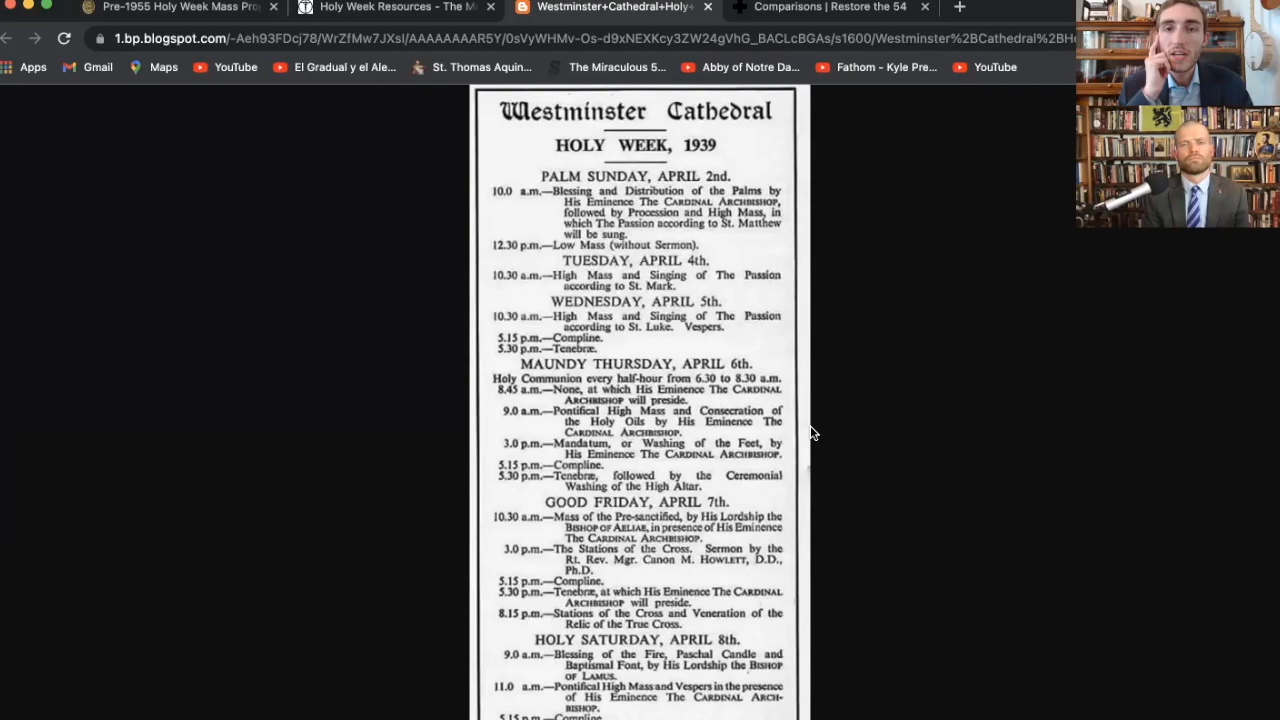 Pre-1955 Holy Week Mass Pro
Holy Week Resources - The M
Westminster+Cathedral+Holy
Comparisons | Restore the 54
1.bp.blogspot.com
Apps
Gmail
Maps
YouTube
El Gradual y el Ale...
St. Thomas Aquin...
The Miraculous 5...
Abby of Notre Da...
Fathom - Kyle Pre...
YouTube
Westminster Cathedral
HOLY WEEK, 1939
PALM SUNDAY, APRIL 2nd.
10.0 a.m.—Blessing and Distribution of the Palms by
His Eminence The CARDINAL ARCHBISHOP,
followed by Procession and High Mass, in
which The Passion according to St. Matthew
will be sung.
12.30 p.m.—Low Mass (without Sermon).
TUESDAY, APRIL 4th.
10.30 a.m.—High Mass and Singing of The Passion
according to St. Mark.
WEDNESDAY, APRIL 5th.
10.30 a.m.—High Mass and Singing of The Passion
according to St. Luke. Vespers.
5.15 p.m.—Compline.
5.30 p.m.—Tenebræ.
MAUNDY THURSDAY, APRIL 6th.
Holy Communion every half-hour from 6.30 to 8.30 a.m.
8.45 a.m.—None, at which His Eminence The CARDINAL
ARCHBISHOP will preside.
9.0 a.m.—Pontifical High Mass and Consecration of
the Holy Oils by His Eminence The
CARDINAL ARCHBISHOP.
3.0 p.m.—Mandatum, or Washing of the Feet, by
His Eminence The CARDINAL ARCHBISHOP.
5.15 p.m.—Compline.
5.30 p.m.—Tenebræ, followed by the Ceremonial
Washing of the High Altar.
GOOD FRIDAY, APRIL 7th.
10.30 a.m.—Mass of the Pre-sanctified, by His Lordship the
BISHOP OF AELIAE, in presence of His Eminence
The CARDINAL ARCHBISHOP.
3.0 p.m.—The Stations of the Cross. Sermon by the
Rt. Rev. Mgr. Canon M. HOWLETT, D.D.,
Ph.D.
5.15 p.m.—Compline.
5.30 p.m.—Tenebræ, at which His Eminence The CARDINAL
ARCHBISHOP will preside.
8.15 p.m.—Stations of the Cross and Veneration of the
Relic of the True Cross.
HOLY SATURDAY, APRIL 8th.
9.0 a.m.—Blessing of the Fire, Paschal Candle and
Baptismal Font, by His Lordship the BISHOP
OF LAMUS.
11.0 a.m.—Pontifical High Mass and Vespers in the presence
of His Eminence The CARDINAL ARCH-
BISHOP.
5.15 p.m.—Compline.